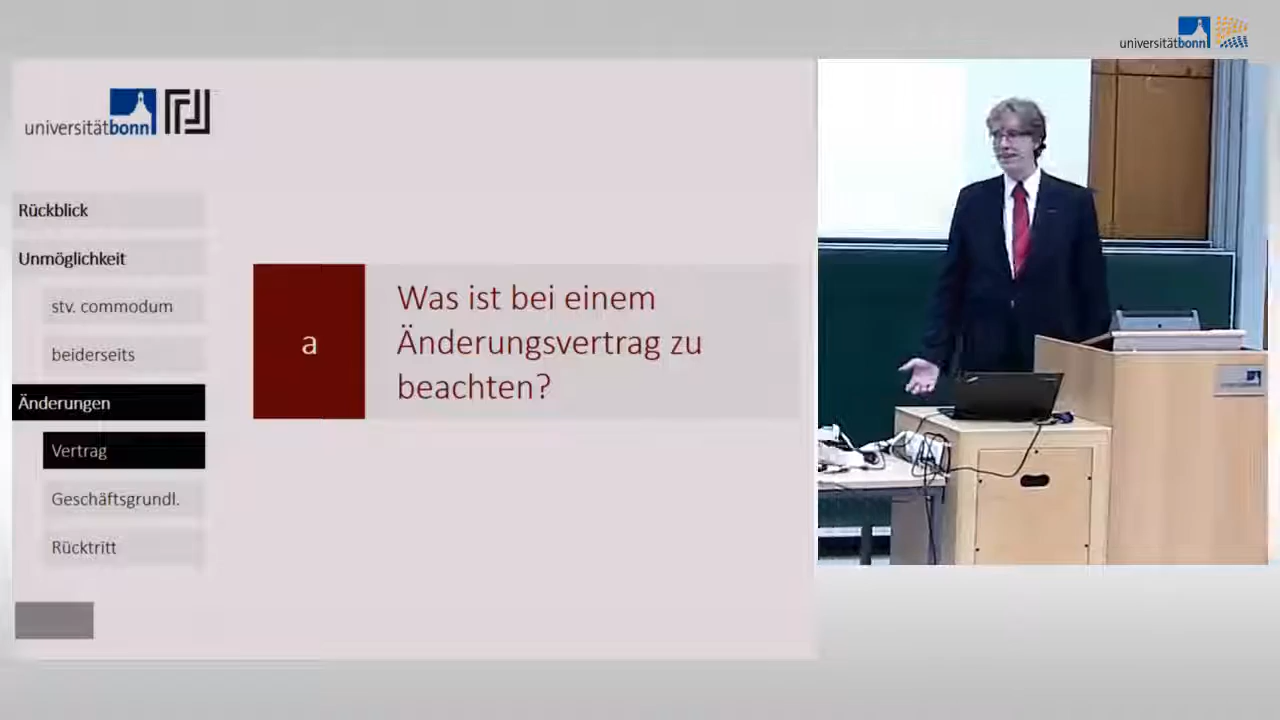 universitätbonn
universitätbonn
Rückblick
Unmöglichkeit
stv. commodum
beiderseits
Änderungen
Vertrag
Geschäftsgrundl.
Rücktritt
a
Was ist bei einem
Änderungsvertrag zu
beachten?